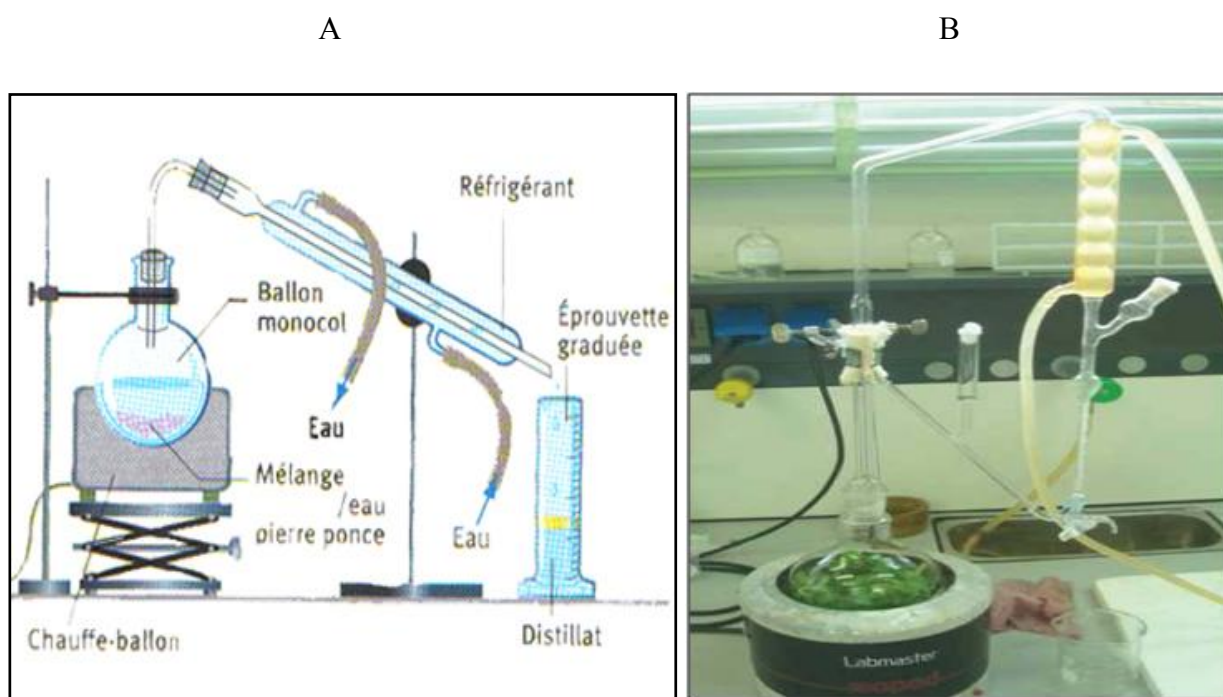 A
B
Réfrigérant
Ballon
monocol
Éprouvette
graduée
Eau
Mélange
/eau
pierre ponce
Eau
Chauffe-ballon
Distillat
Labmaster